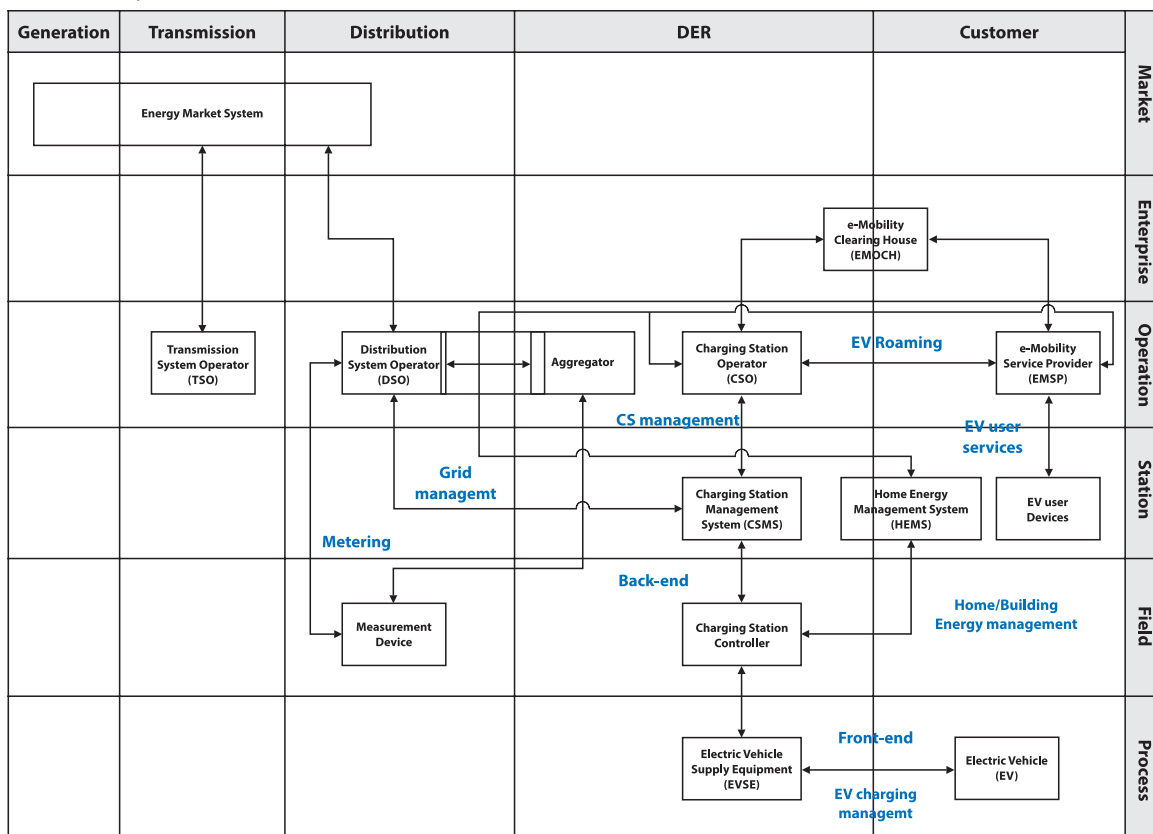 Generation
Transmission
Distribution
DER
Customer
Market
Energy Market System
Enterprise
e-Mobility
Clearing House
(EMOCH)
Operation
Transmission
System Operator
(TSO)
Distribution
System Operator
(DSO)
Aggregator
Charging Station
Operator
(CSO)
EV Roaming
e-Mobility
Service Provider
(EMSP)
CS management
EV user
services
Station
Grid
managemt
Charging Station
Management
System (CSMS)
Home Energy
Management System
(HEMS)
EV user
Devices
Metering
Back-end
Field
Measurement
Device
Charging Station
Controller
Home/Building
Energy management
Process
Electric Vehicle
Supply Equipment
(EVSE)
Front-end
EV charging
managemt
Electric Vehicle
(EV)